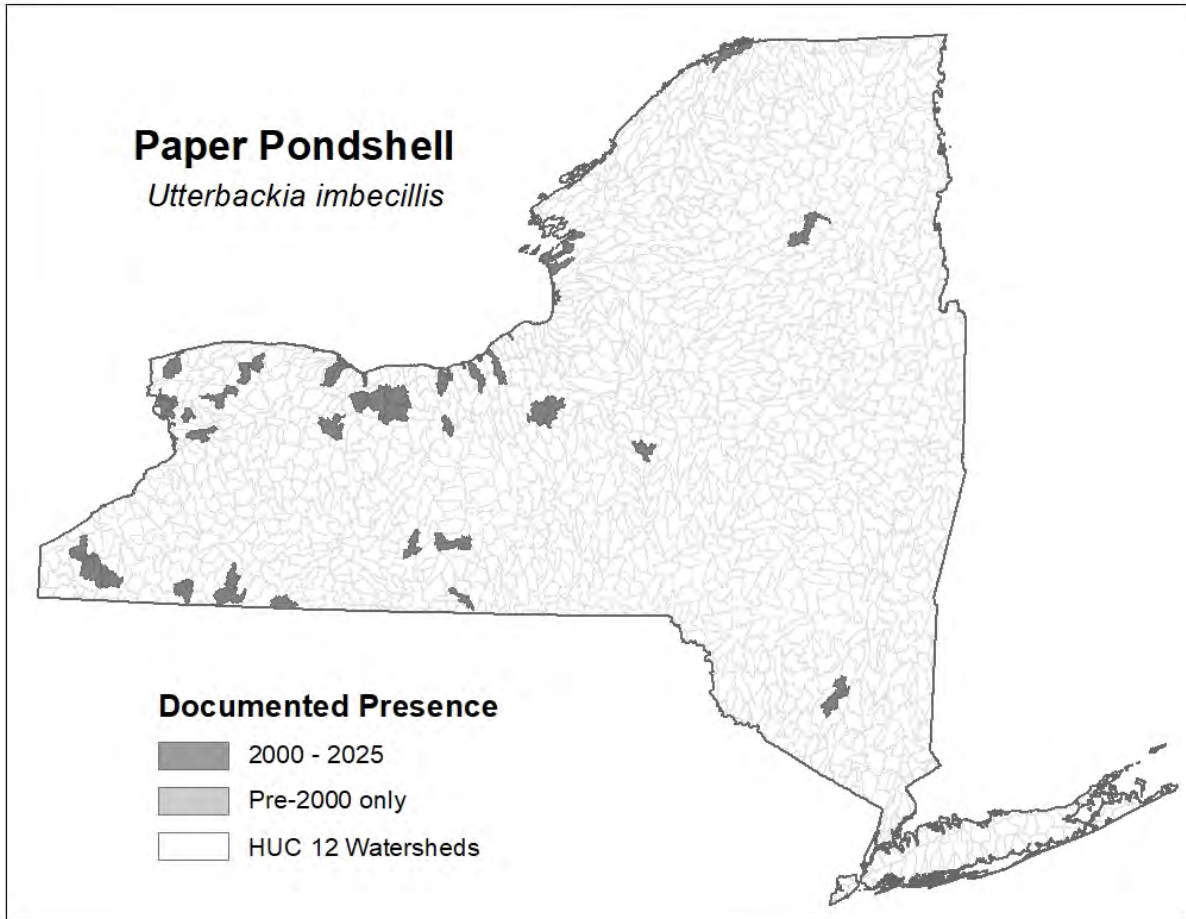 Paper Pondshell
Utterbackia imbecillis
Documented Presence
2000 - 2025
Pre-2000 only
HUC 12 Watersheds